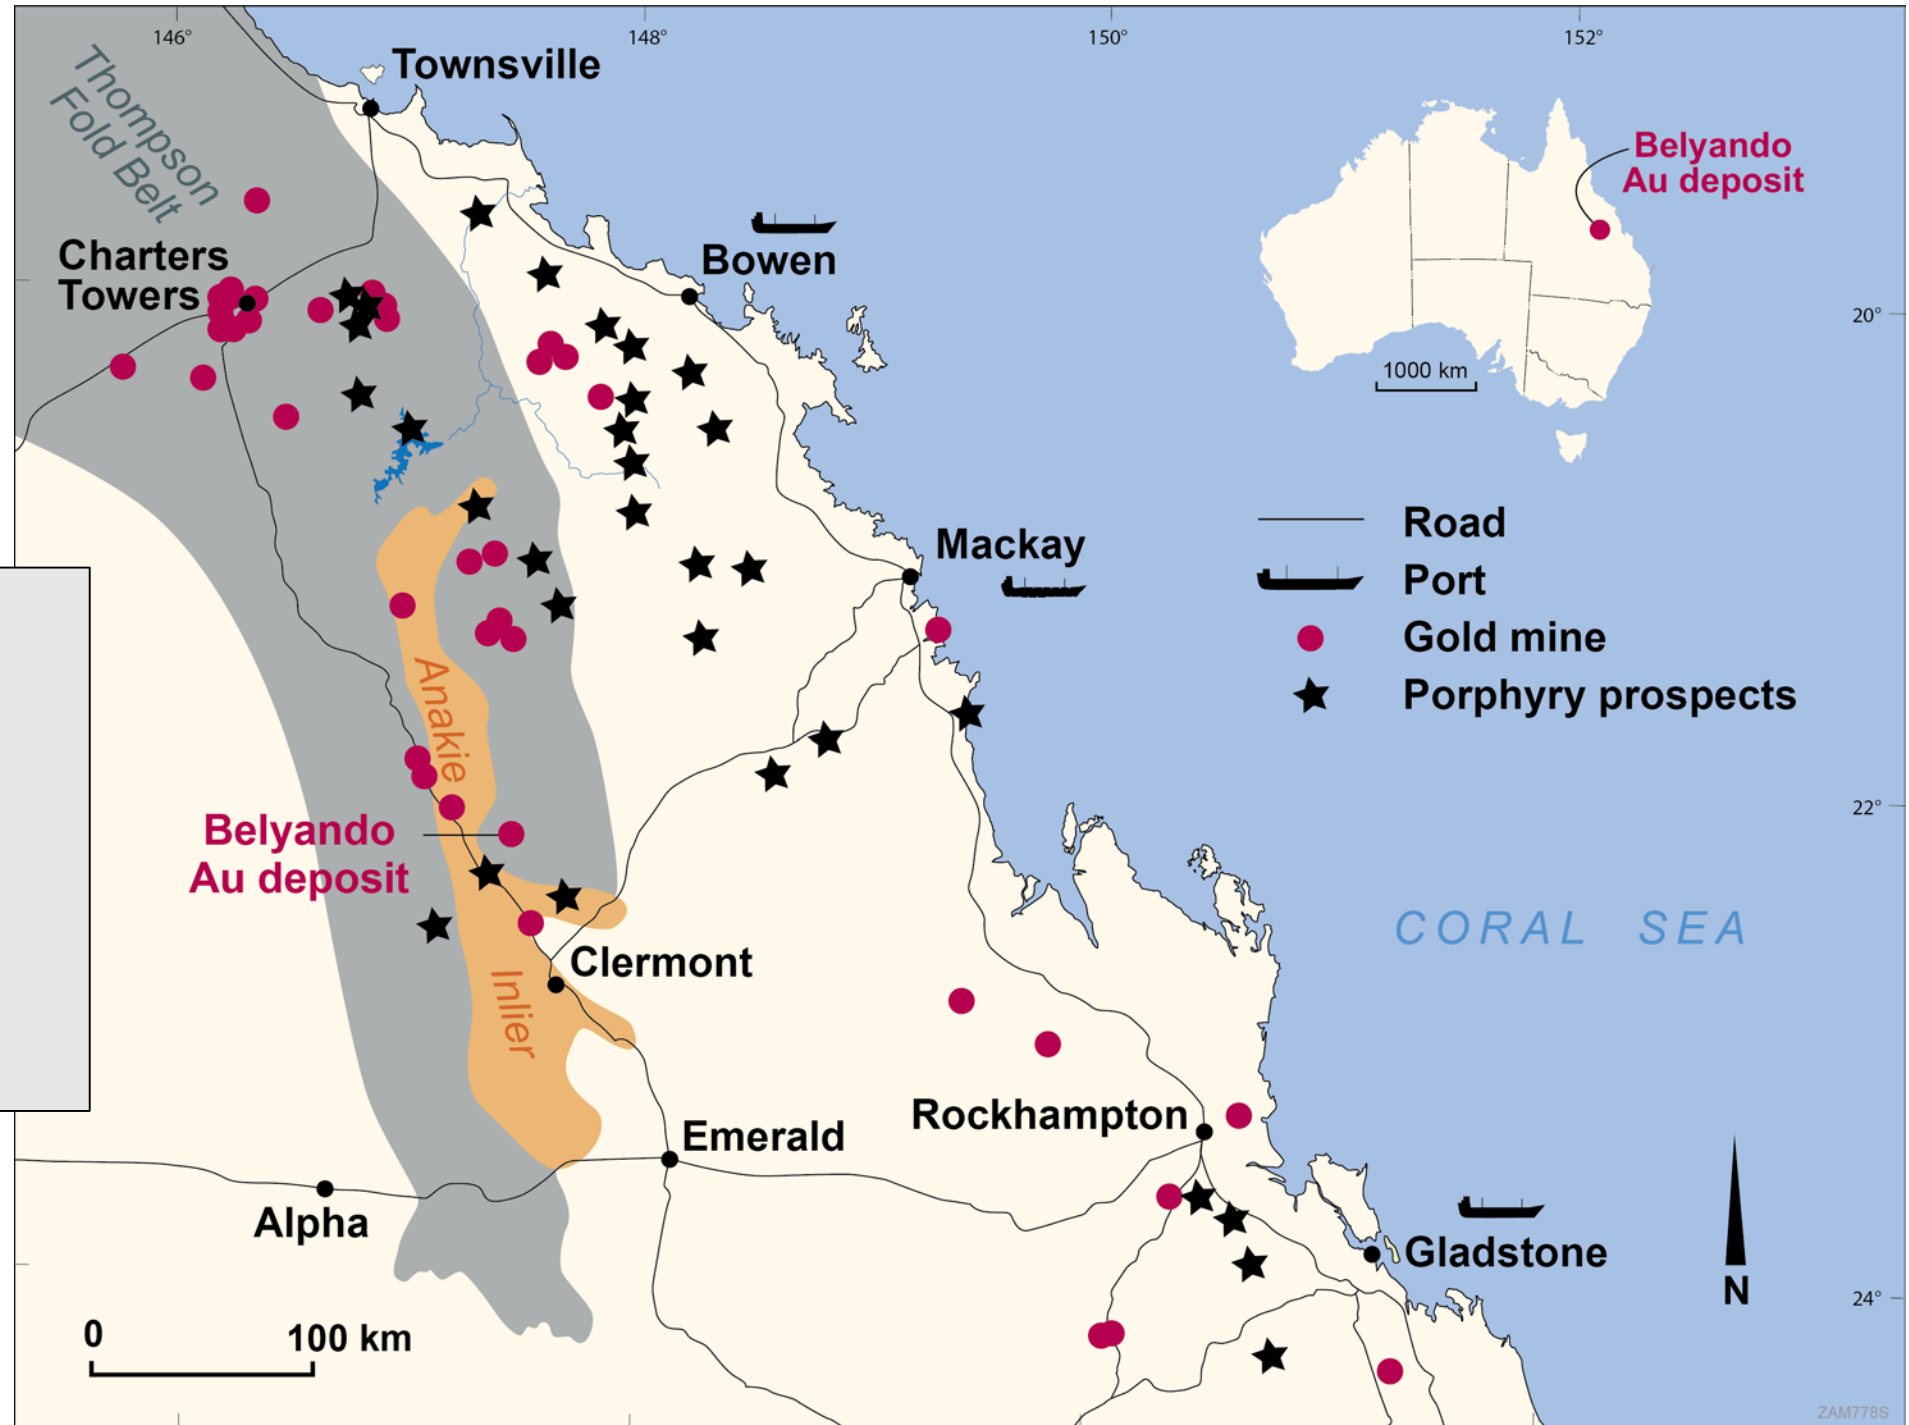 146°
148°
150°
152°
Townsville
Thompson
Fold Belt
Belyando
Au deposit
Charters
Towers
Bowen
20°
1000 km
Road
Mackay
Port
Gold mine
Anakie
Porphyry prospects
22°
Belyando
Au deposit
CORAL SEA
Clermont
Inlier
Rockhampton
Emerald
Alpha
Gladstone
N
24°
0
100 km
ZAM778S